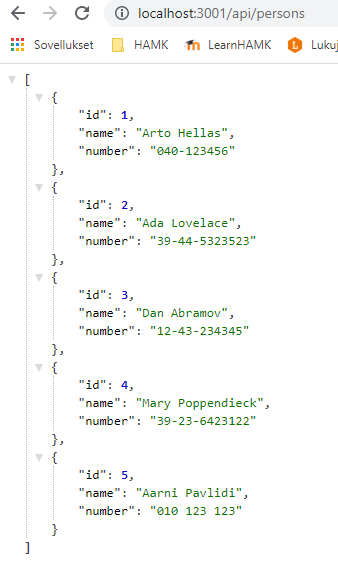 localhost:3001/api/persons
Sovellukset HAMK LearnHAMK Lukuj
[
{
"id": 1,
"name": "Arto Hellas",
"number": "040-123456"
},
{
"id": 2,
"name": "Ada Lovelace",
"number": "39-44-5323523"
},
{
"id": 3,
"name": "Dan Abramov",
"number": "12-43-234345"
},
{
"id": 4,
"name": "Mary Poppendieck",
"number": "39-23-6423122"
},
{
"id": 5,
"name": "Aarni Pavlidi",
"number": "010 123 123"
}
]